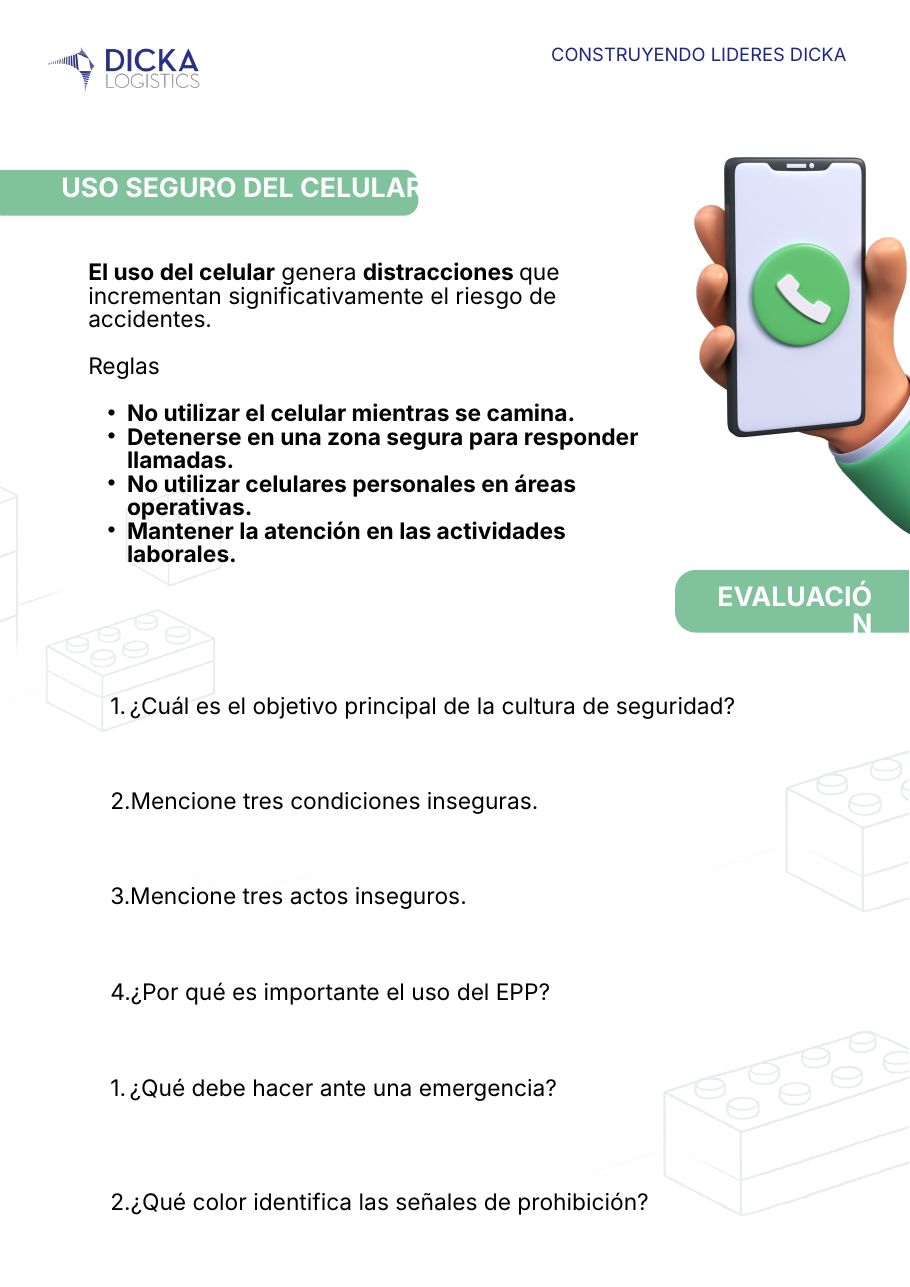 DICKA
LOGISTICS
CONSTRUYENDO LIDERES DICKA
USO SEGURO DEL CELULAR
El uso del celular genera distracciones que
incrementan significativamente el riesgo de
accidentes.
Reglas
• No utilizar el celular mientras se camina.
• Detenerse en una zona segura para responder
llamadas.
• No utilizar celulares personales en áreas
operativas.
• Mantener la atención en las actividades
laborales.
EVALUACIÓ
N
1. ¿Cuál es el objetivo principal de la cultura de seguridad?
2.Mencione tres condiciones inseguras.
3.Mencione tres actos inseguros.
4.¿Por qué es importante el uso del EPP?
1. ¿Qué debe hacer ante una emergencia?
2.¿Qué color identifica las señales de prohibición?